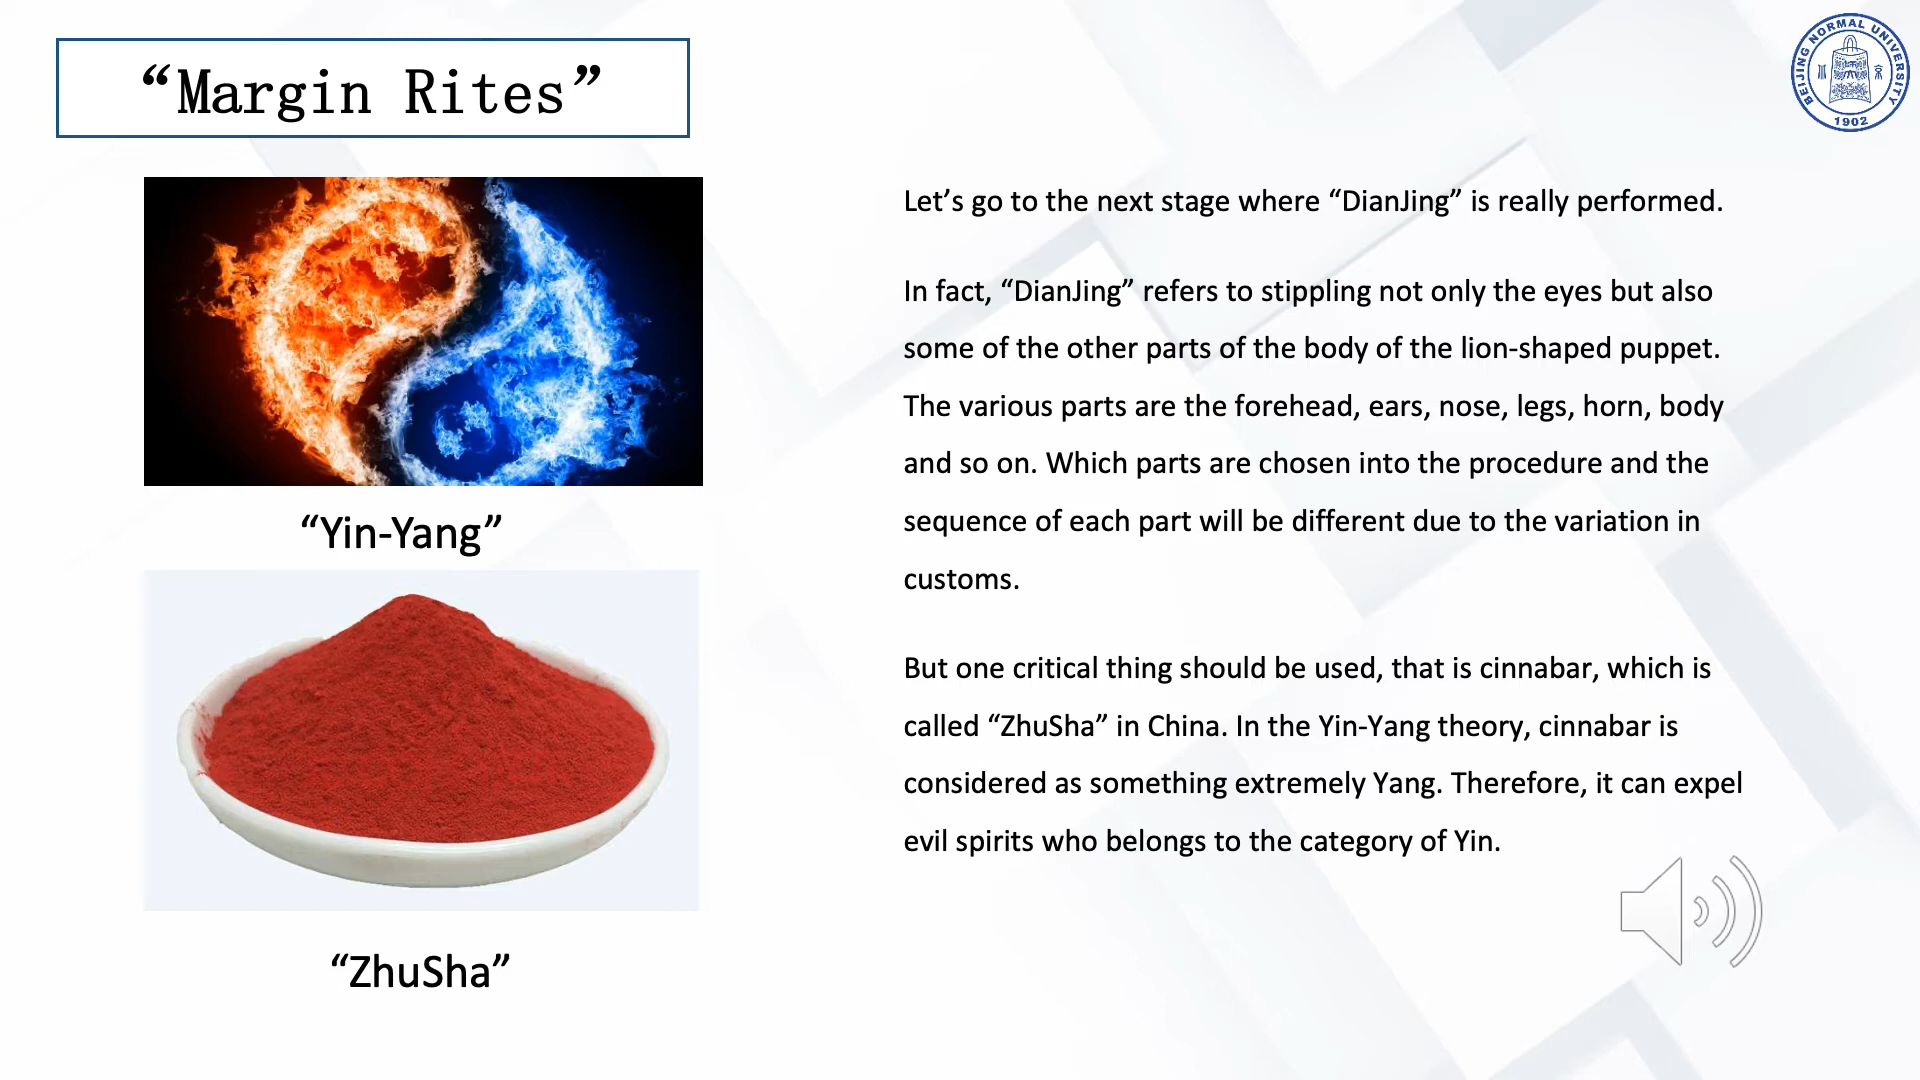 “Margin Rites”
BEIJING NORMAL UNIVERSITY
1902
Let’s go to the next stage where “DianJing” is really performed.
In fact, “DianJing” refers to stippling not only the eyes but also
some of the other parts of the body of the lion-shaped puppet.
The various parts are the forehead, ears, nose, legs, horn, body
and so on. Which parts are chosen into the procedure and the
sequence of each part will be different due to the variation in
customs.
But one critical thing should be used, that is cinnabar, which is
called “ZhuSha” in China. In the Yin-Yang theory, cinnabar is
considered as something extremely Yang. Therefore, it can expel
evil spirits who belongs to the category of Yin.
“Yin-Yang”
“ZhuSha”